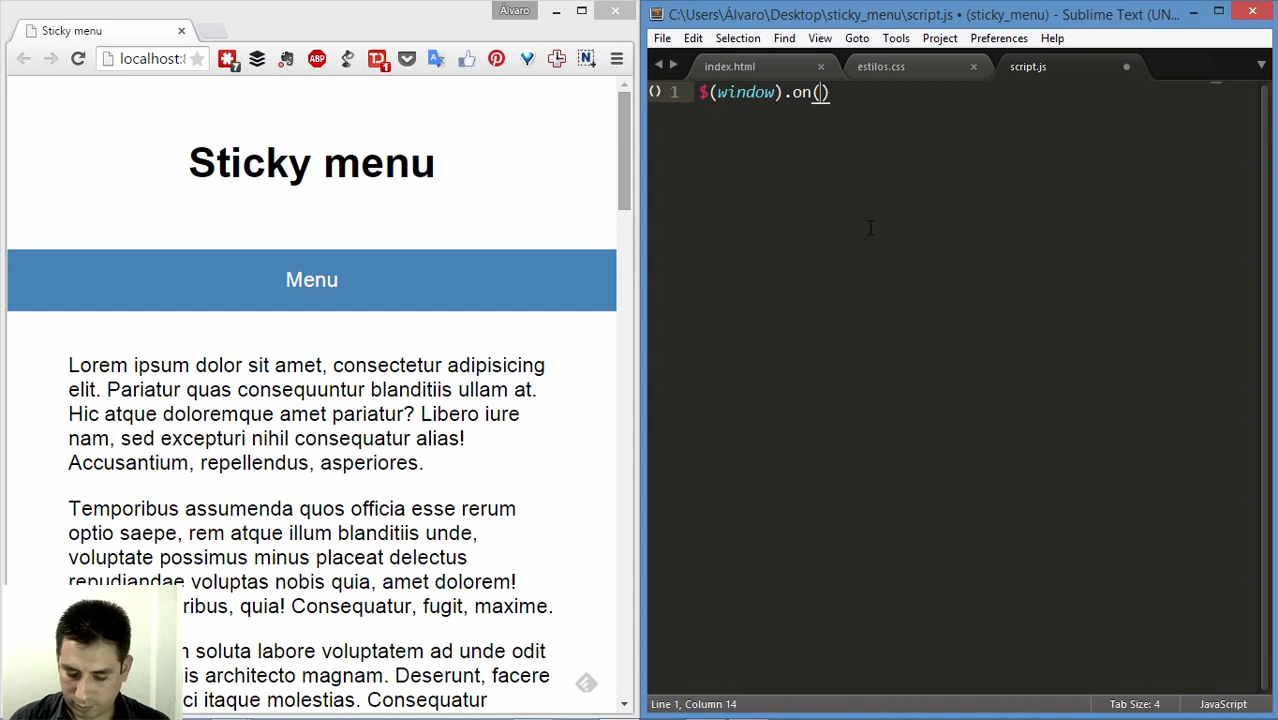 Álvaro
Sticky menu
localhost:8
7
1
Sticky menu
Menu
Lorem ipsum dolor sit amet, consectetur adipisicing
elit. Pariatur quas consequuntur blanditiis ullam at.
Hic atque doloremque amet pariatur? Libero iure
nam, sed excepturi nihil consequatur alias!
Accusantium, repellendus, asperiores.
Temporibus assumenda quos officia esse rerum
optio saepe, rem atque illum blanditiis unde,
voluptate possimus minus placeat delectus
repudiandae voluptas nobis quia, amet dolorem!
ribus, quia! Consequatur, fugit, maxime.
soluta labore voluptatem ad unde odit
is architecto magnam. Deserunt, facere
ci itaque molestias. Consequatur
C:\Users\Álvaro\Desktop\sticky_menu\script.js • (sticky_menu) - Sublime Text (UN...
File Edit Selection Find View Goto Tools Project Preferences Help
index.html estilos.css script.js
() 1 $(window).on()
Line 1, Column 14 Tab Size: 4 JavaScript